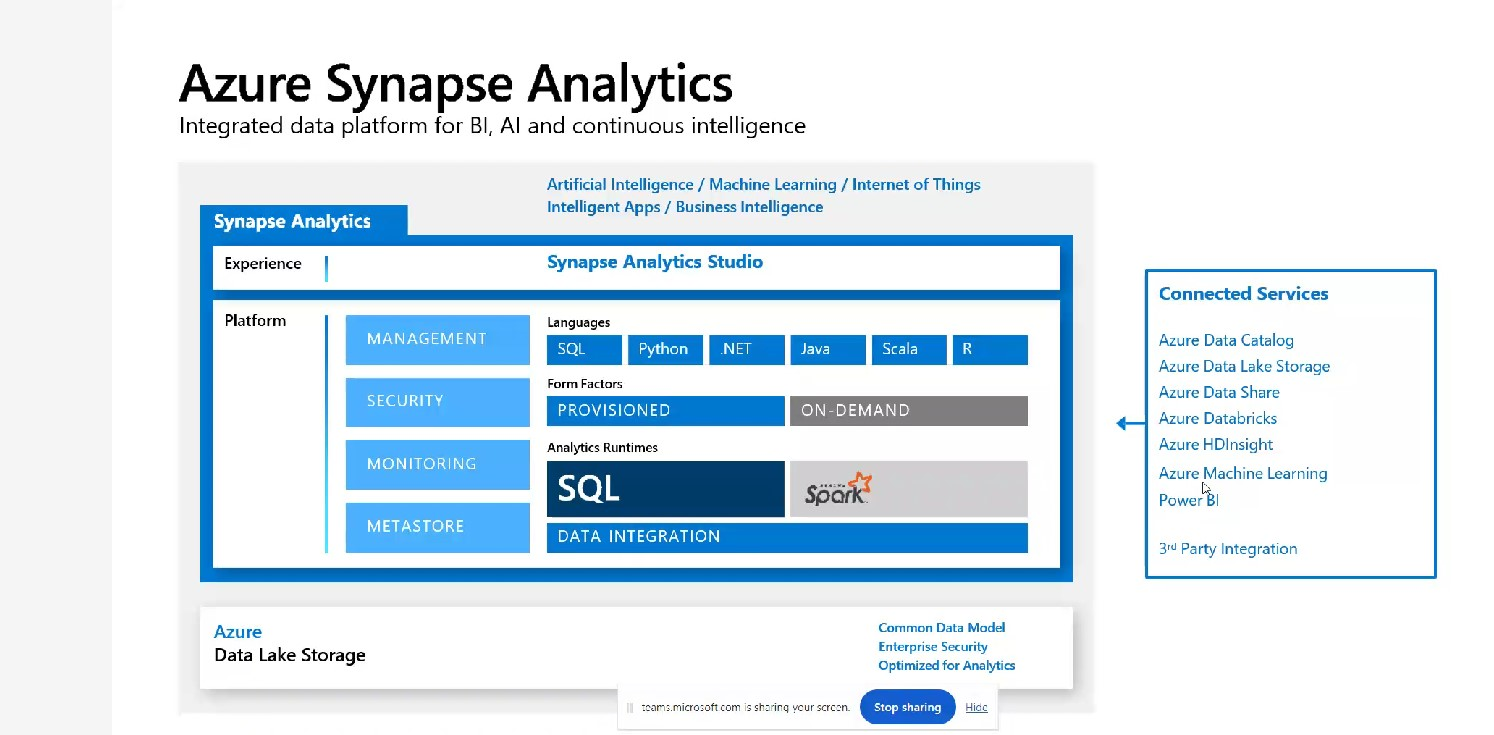 Azure Synapse Analytics
Integrated data platform for BI, AI and continuous intelligence
Artificial Intelligence / Machine Learning / Internet of Things
Intelligent Apps / Business Intelligence
Synapse Analytics
Experience
Synapse Analytics Studio
Platform
MANAGEMENT
SECURITY
MONITORING
METASTORE
Languages
SQL
Python
.NET
Java
Scala
R
Form Factors
PROVISIONED
ON-DEMAND
Analytics Runtimes
SQL
APACHE
Spark
DATA INTEGRATION
Connected Services
Azure Data Catalog
Azure Data Lake Storage
Azure Data Share
Azure Databricks
Azure HDInsight
Azure Machine Learning
Power BI
3rd Party Integration
Azure
Data Lake Storage
Common Data Model
Enterprise Security
Optimized for Analytics
teams.microsoft.com is sharing your screen.
Stop sharing
Hide